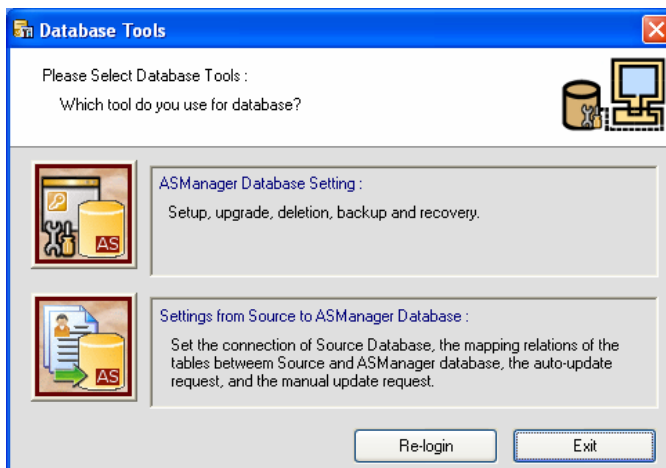 Database Tools
Please Select Database Tools :
Which tool do you use for database?
ASManager Database Setting :
Setup, upgrade, deletion, backup and recovery.
AS
Settings from Source to ASManager Database :
Set the connection of Source Database, the mapping relations of the
tables betweem Source and ASManager database, the auto-update
request, and the manual update request.
AS
Re-login
Exit